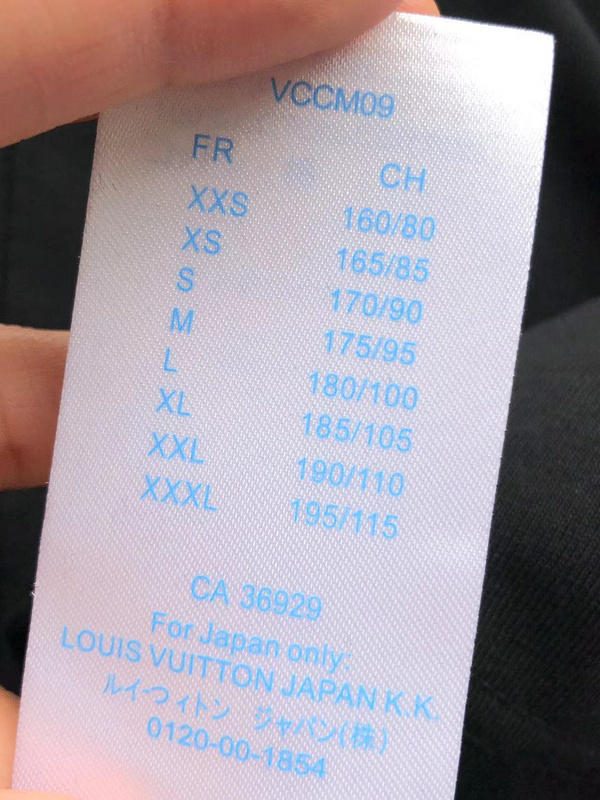 VCCM09
FR CH
XXS 160/80
XS 165/85
S 170/90
M 175/95
L 180/100
XL 185/105
XXL 190/110
XXXL 195/115
CA 36929
For Japan only:
LOUIS VUITTON JAPAN K.K.
ルイつィトン ジャパン(株)
0120-00-1854